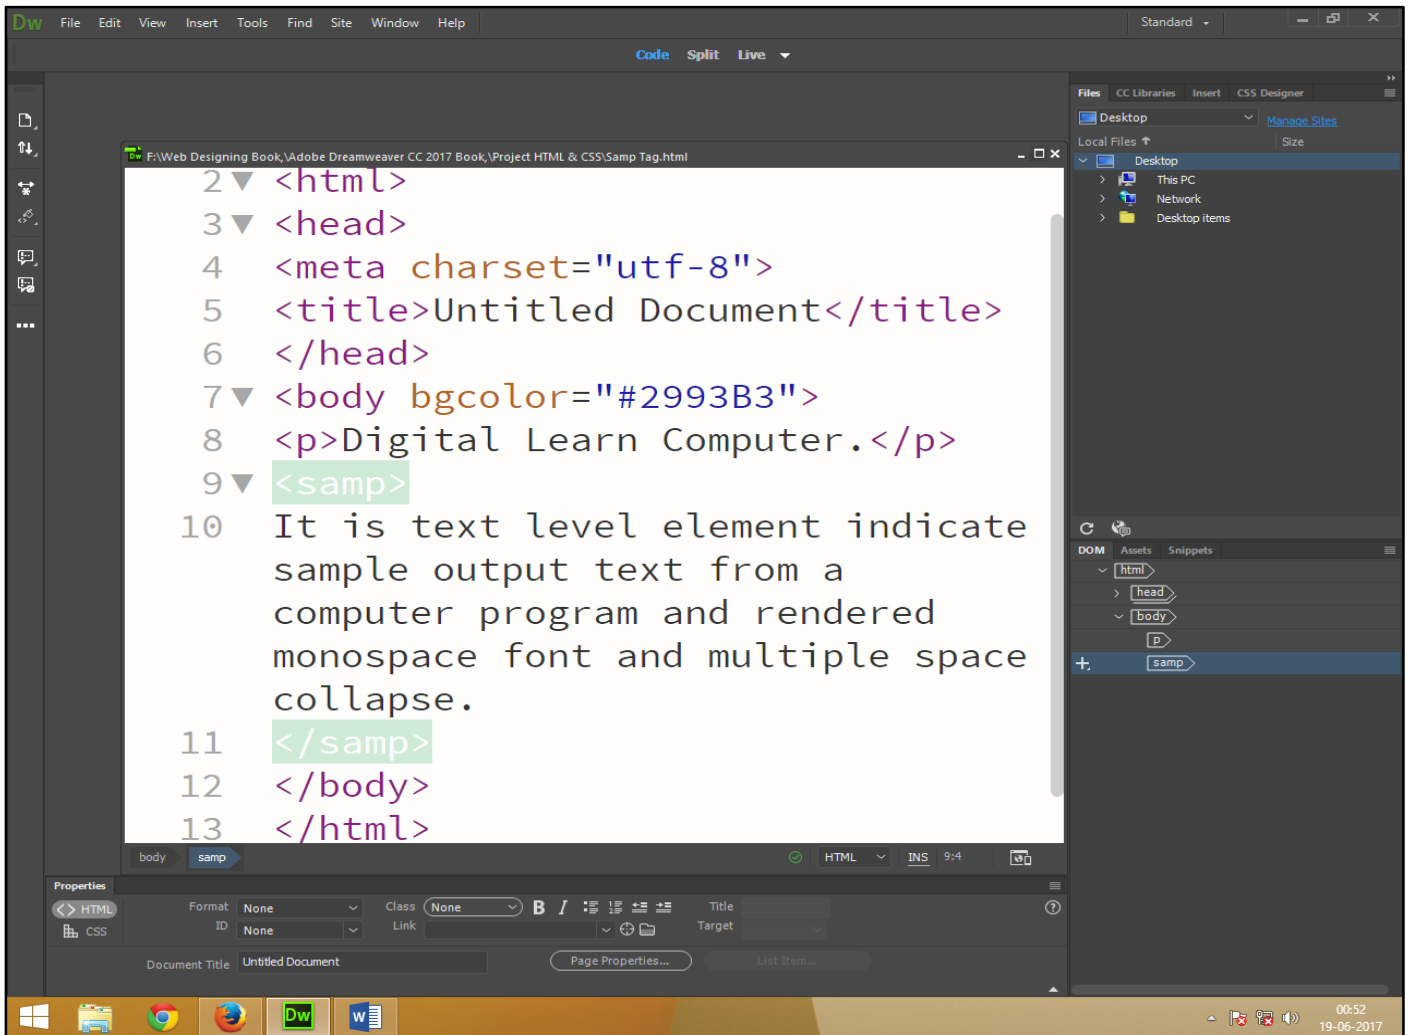 Dw File Edit View Insert Tools Find Site Window Help Standard
Code Split Live
Files CC Libraries Insert CSS Designer
Desktop Manage Sites
Local Files Size
Desktop
This PC
Network
Desktop items
F:\Web Designing Book,\Adobe Dreamweaver CC 2017 Book,\Project HTML & CSS\Samp Tag.html
2 <html>
3 <head>
4 <meta charset="utf-8">
5 <title>Untitled Document</title>
6 </head>
7 <body bgcolor="#2993B3">
8 <p>Digital Learn Computer.</p>
9 <samp>
10 It is text level element indicate
sample output text from a
computer program and rendered
monospace font and multiple space
collapse.
11 </samp>
12 </body>
13 </html>
body samp HTML INS 9:4
DOM Assets Snippets
html
head
body
p
samp
Properties
HTML Format None Class None B I Title
CSS ID None Link Target
Document Title Untitled Document Page Properties... List Item...
Dw W 00:52
19-06-2017